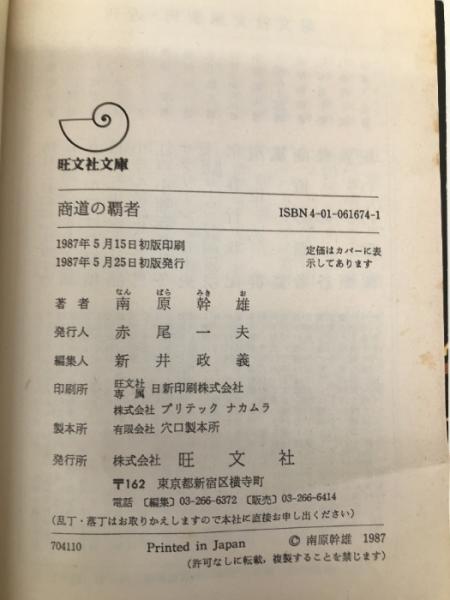 旺文社文庫
商道の覇者 ISBN4-01-061674-1
1987年5月15日初版印刷
1987年5月25日初版発行
定価はカバーに表
示してあります
なん ばら みき お
著者 南原幹雄
発行人 赤尾一夫
編集人 新井政義
印刷所 旺文社専属 日新印刷株式会社
株式会社 プリテック ナカムラ
製本所 有限会社 穴口製本所
発行所 株式会社 旺文社
〒162 東京都新宿区横寺町
電話 〔編集〕03-266-6372 〔販売〕03-266-6414
(乱丁・落丁はお取りかえしますので本社に直接お申し出ください)
704110 Printed in Japan © 南原幹雄 1987
(許可なしに転載，複製することを禁じます)